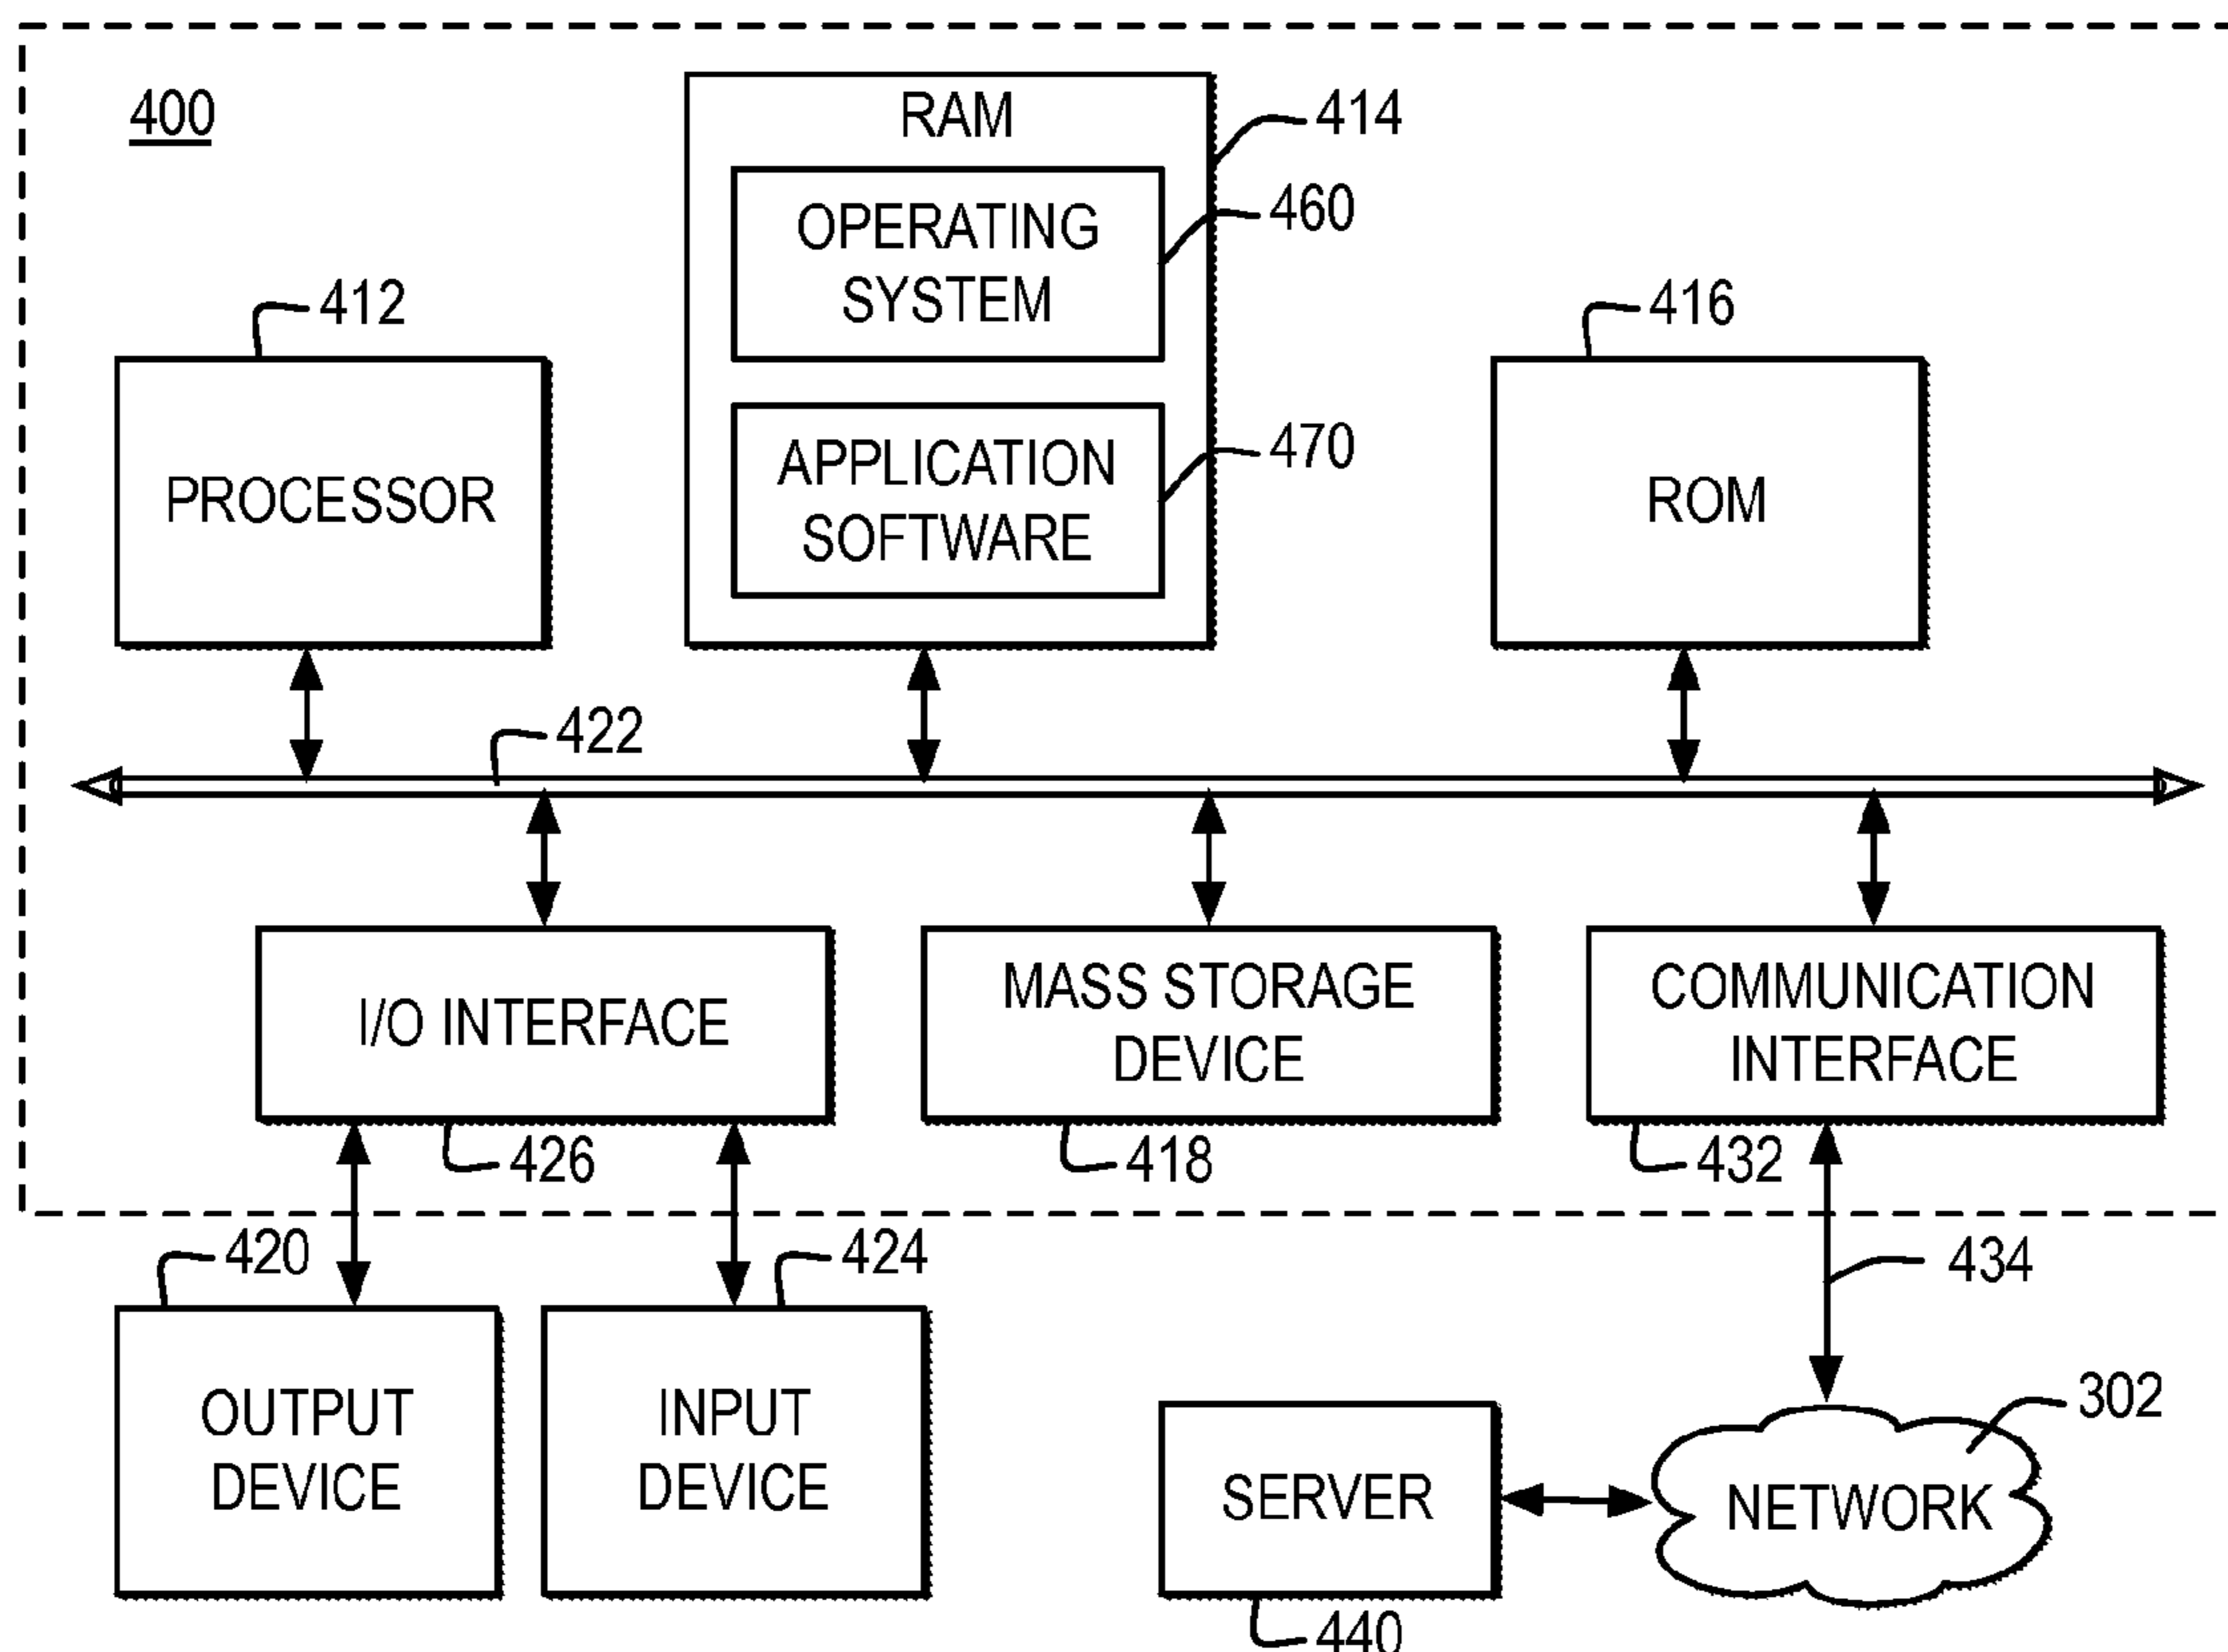 400
RAM
414
OPERATING
SYSTEM
460
412
416
APPLICATION
SOFTWARE
470
PROCESSOR
ROM
422
I/O INTERFACE
MASS STORAGE
DEVICE
COMMUNICATION
INTERFACE
426
418
432
420
424
434
OUTPUT
DEVICE
INPUT
DEVICE
302
SERVER
NETWORK
440